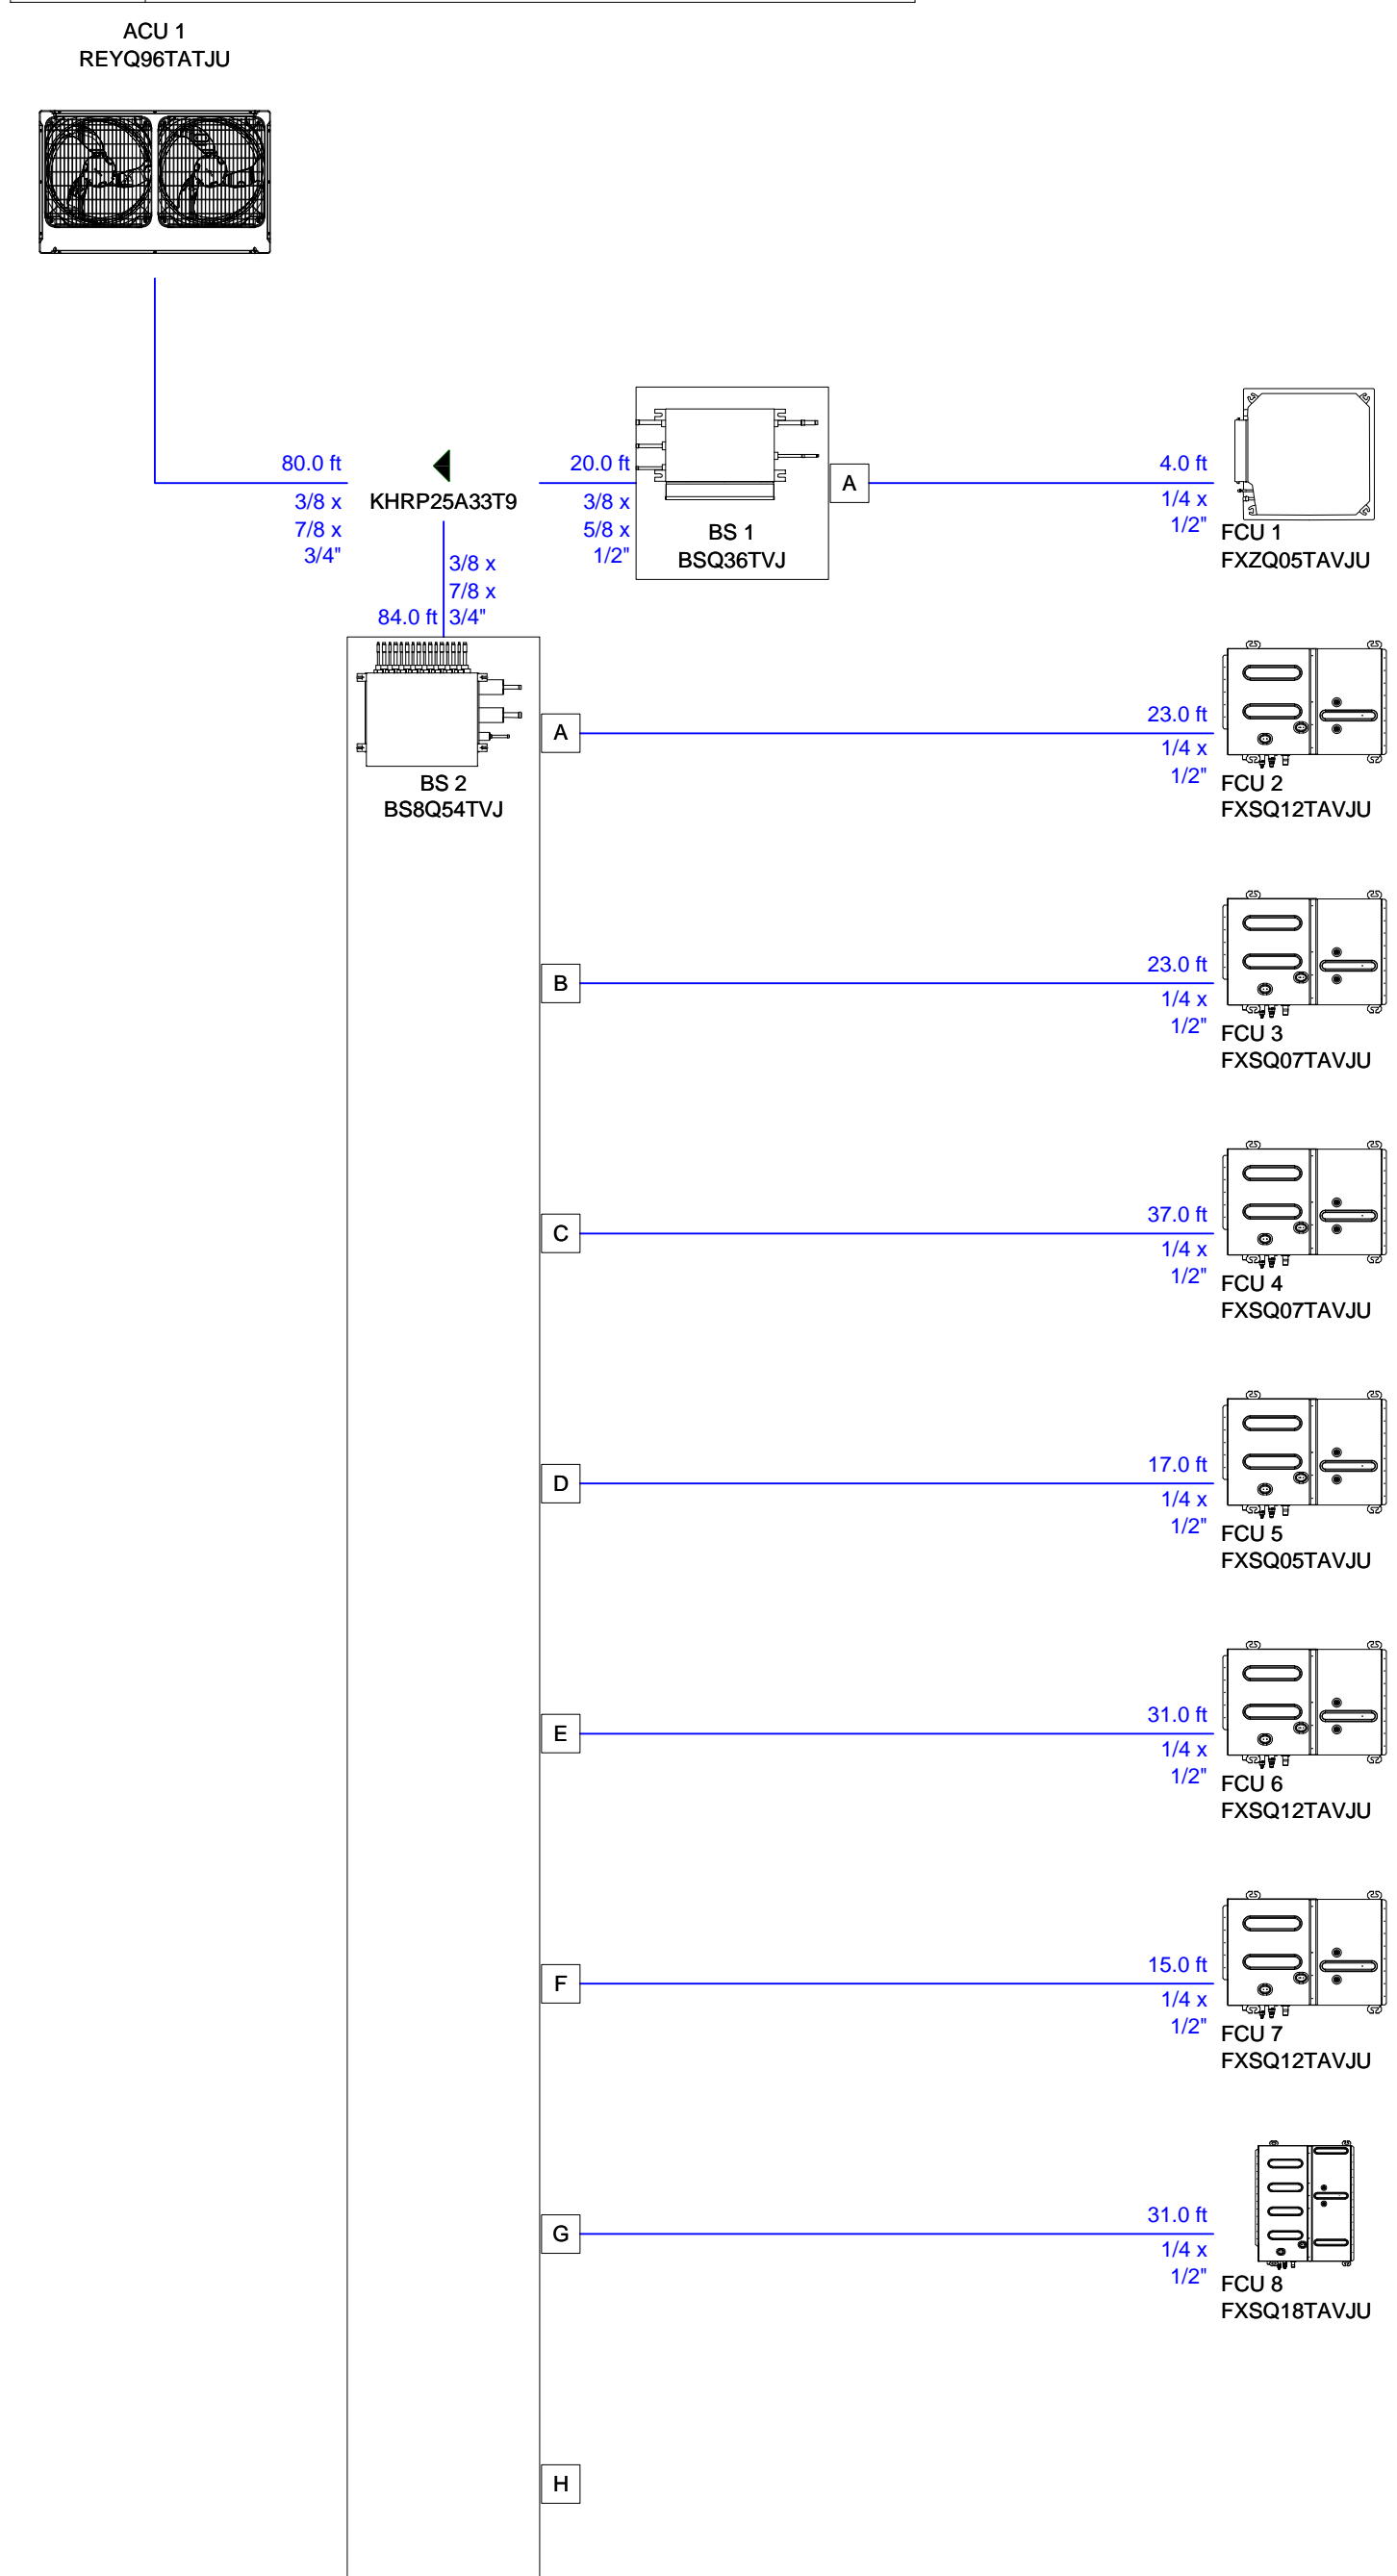 ACU 1
REYQ96TATJU
80.0 ft
3/8 x
7/8 x
3/4"
KHRP25A33T9
20.0 ft
3/8 x
5/8 x
1/2"
BS 1
BSQ36TVJ
A
4.0 ft
1/4 x
1/2"
FCU 1
FXZQ05TAVJU
3/8 x
7/8 x
84.0 ft 3/4"
BS 2
BS8Q54TVJ
A
23.0 ft
1/4 x
1/2"
FCU 2
FXSQ12TAVJU
B
23.0 ft
1/4 x
1/2"
FCU 3
FXSQ07TAVJU
C
37.0 ft
1/4 x
1/2"
FCU 4
FXSQ07TAVJU
D
17.0 ft
1/4 x
1/2"
FCU 5
FXSQ05TAVJU
E
31.0 ft
1/4 x
1/2"
FCU 6
FXSQ12TAVJU
F
15.0 ft
1/4 x
1/2"
FCU 7
FXSQ12TAVJU
G
31.0 ft
1/4 x
1/2"
FCU 8
FXSQ18TAVJU
H